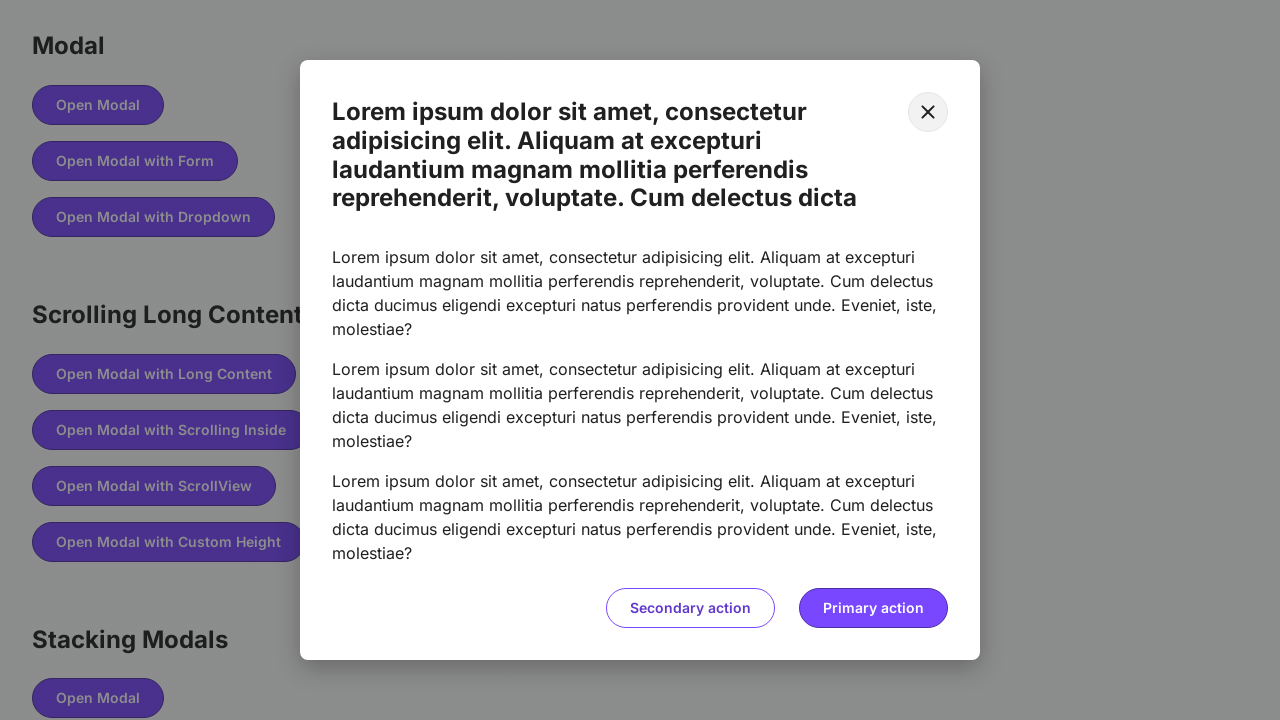 Modal
Open Modal
Open Modal with Form
Open Modal with Dropdown
Scrolling Long Content
Open Modal with Long Content
Open Modal with Scrolling Inside
Open Modal with ScrollView
Open Modal with Custom Height
Stacking Modals
Open Modal
Lorem ipsum dolor sit amet, consectetur
adipisicing elit. Aliquam at excepturi
laudantium magnam mollitia perferendis
reprehenderit, voluptate. Cum delectus dicta
Lorem ipsum dolor sit amet, consectetur adipisicing elit. Aliquam at excepturi
laudantium magnam mollitia perferendis reprehenderit, voluptate. Cum delectus
dicta ducimus eligendi excepturi natus perferendis provident unde. Eveniet, iste,
molestiae?
Lorem ipsum dolor sit amet, consectetur adipisicing elit. Aliquam at excepturi
laudantium magnam mollitia perferendis reprehenderit, voluptate. Cum delectus
dicta ducimus eligendi excepturi natus perferendis provident unde. Eveniet, iste,
molestiae?
Lorem ipsum dolor sit amet, consectetur adipisicing elit. Aliquam at excepturi
laudantium magnam mollitia perferendis reprehenderit, voluptate. Cum delectus
dicta ducimus eligendi excepturi natus perferendis provident unde. Eveniet, iste,
molestiae?
Secondary action
Primary action